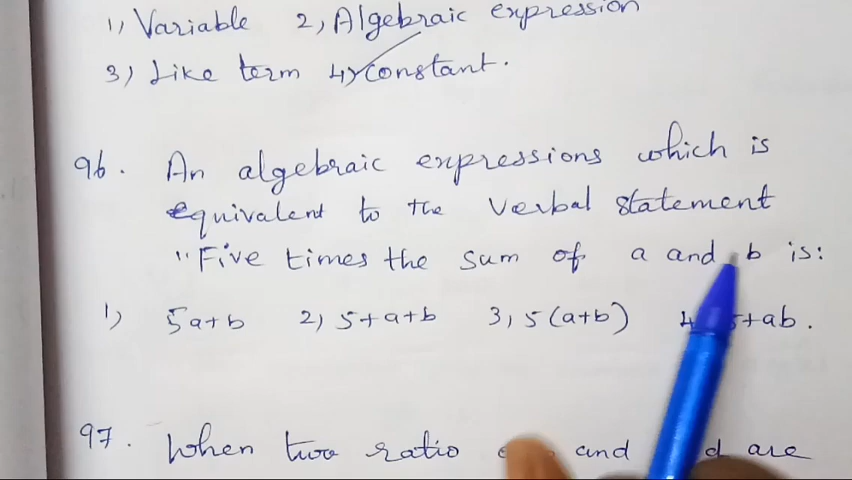 1) Variable 2) Algebraic expression
3) Like term 4) Constant.
96. An algebraic expressions which is
equivalent to the verbal statement
"Five times the sum of a and b is:
1) 5a+b 2) 5+a+b 3) 5(a+b) 4 5+ab.
97. When two ratio and d are